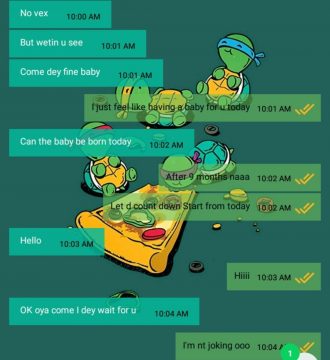 No vex 10:00 AM
But wetin u see 10:01 AM
Come dey fine baby 10:01 AM
I just feel like having a baby for u today 10:01 AM
Can the baby be born today 10:02 AM
After 9 months naaa 10:02 AM
Let d count down Start from today 10:02 AM
Hello 10:03 AM
Hiiii 10:03 AM
OK oya come I dey wait for u 10:04 AM
I'm nt joking ooo 10:04 AM
1